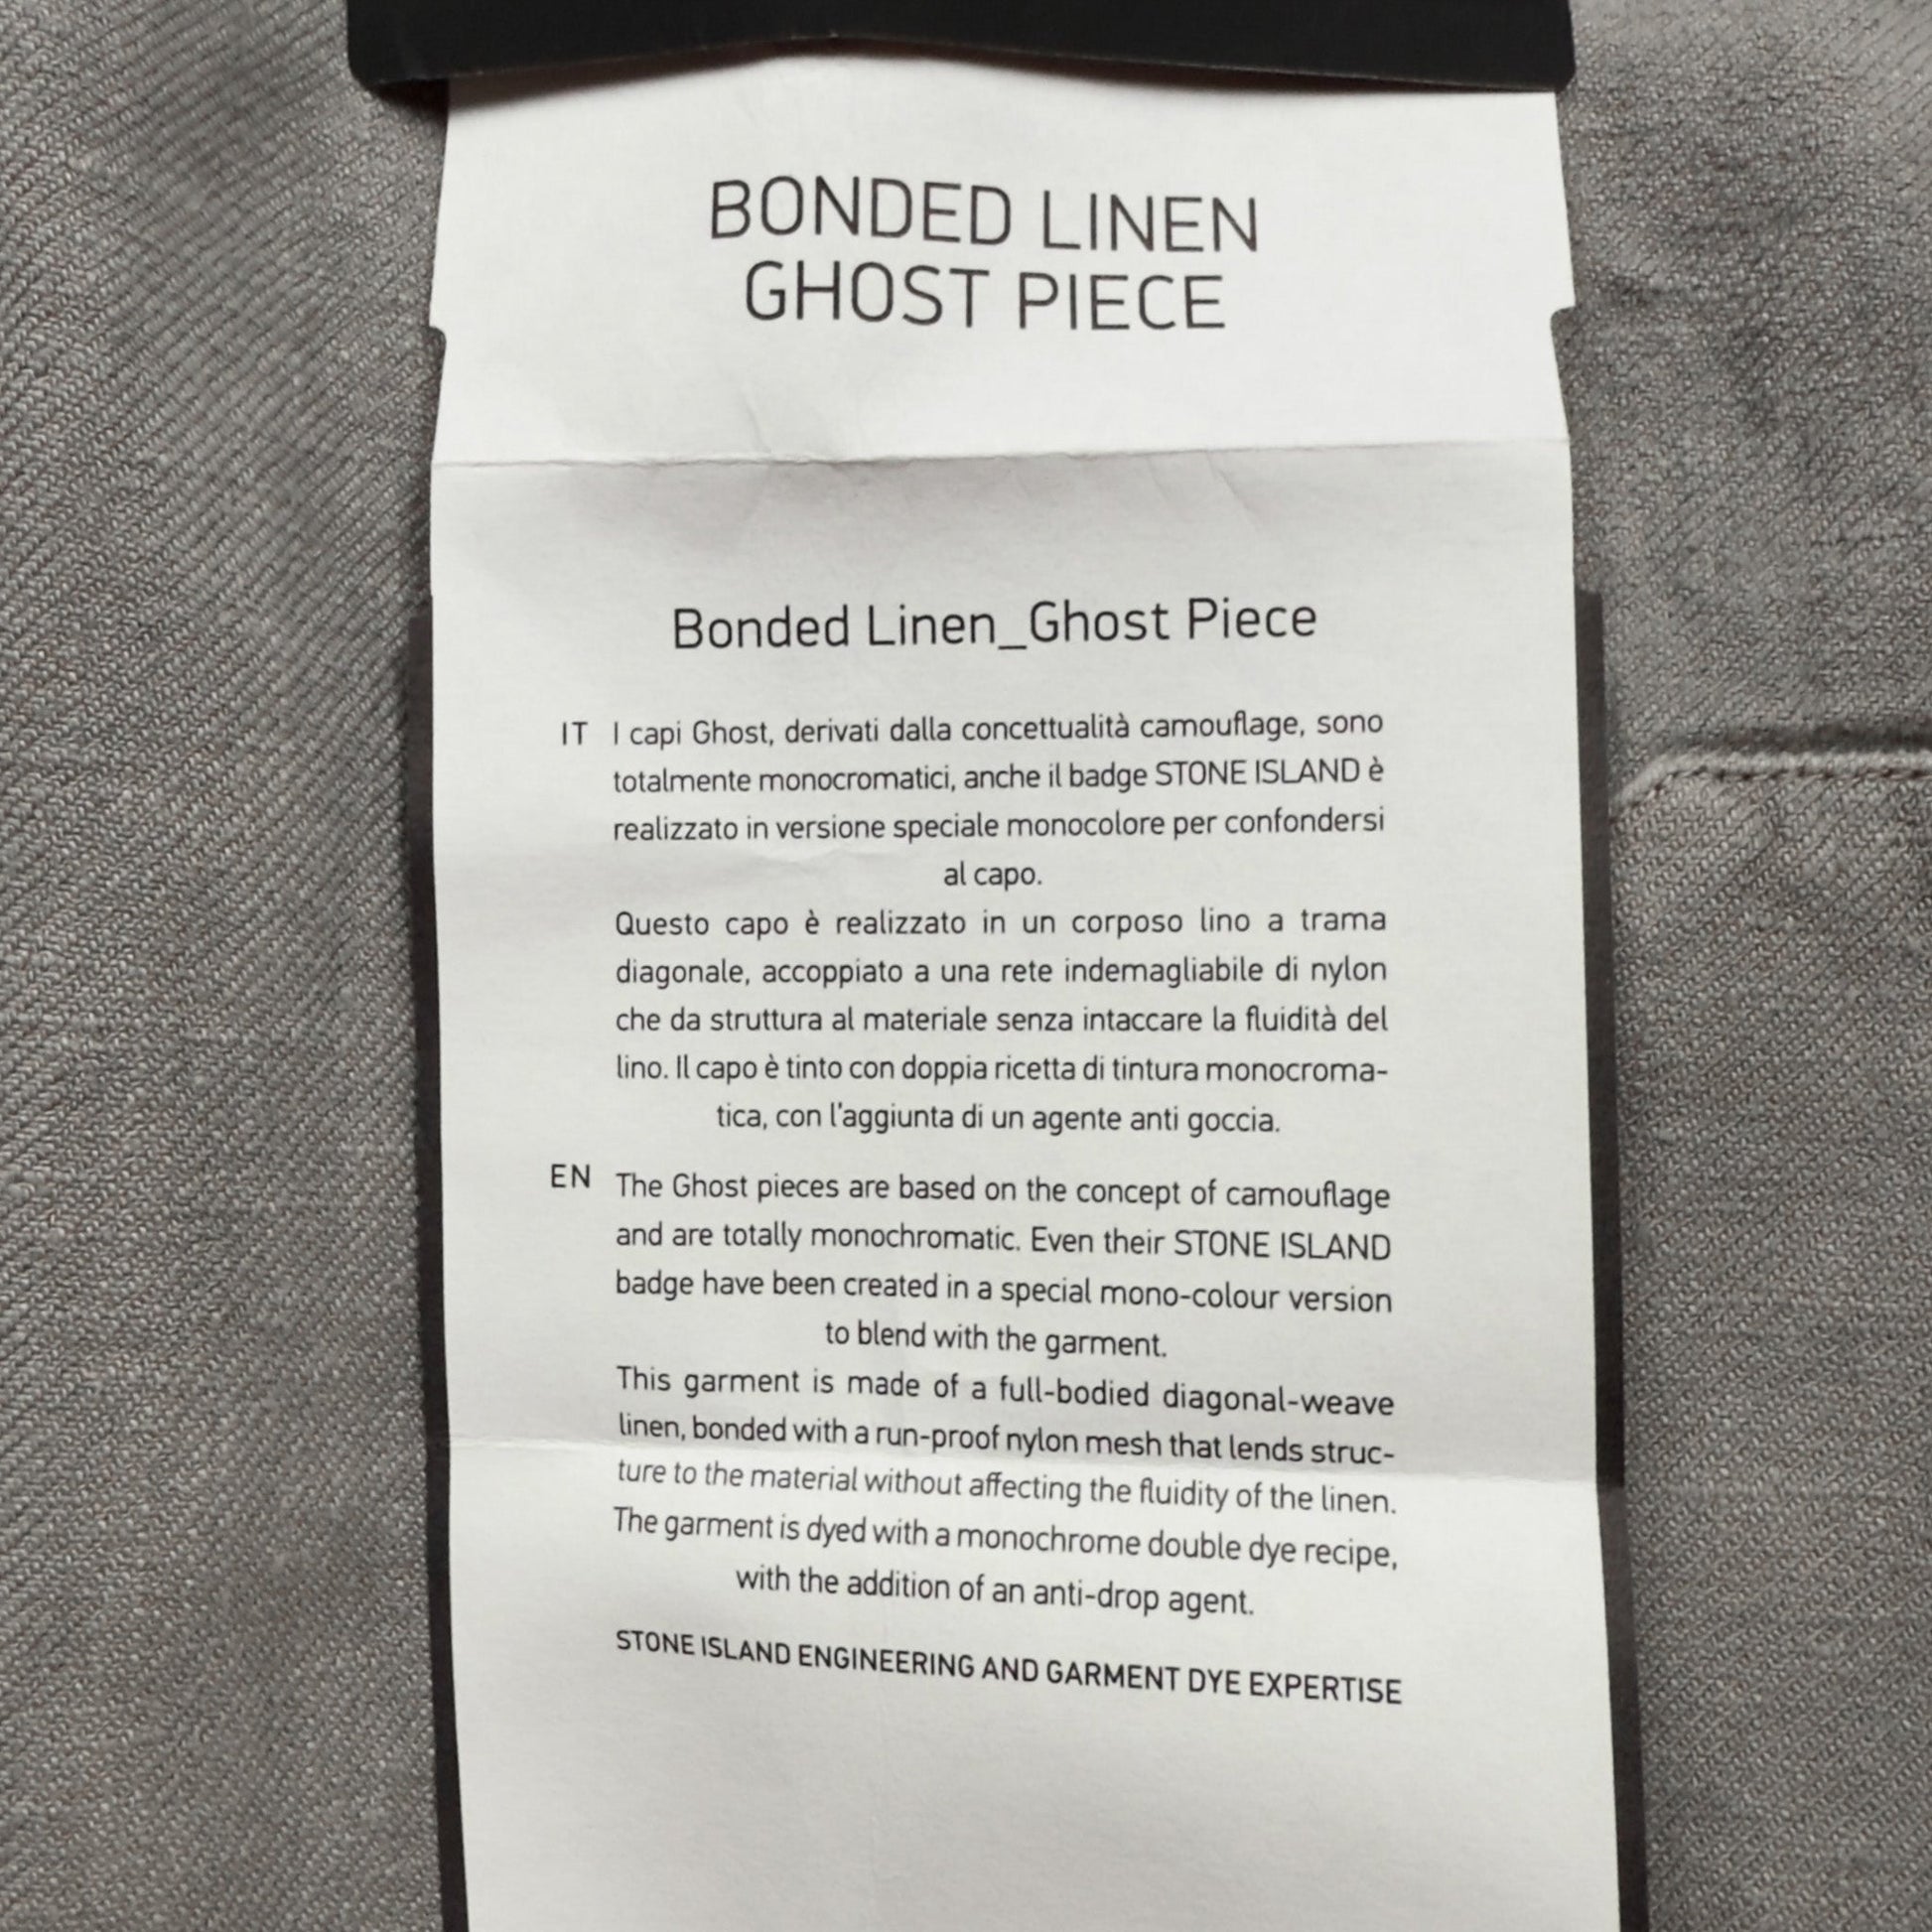 BONDED LINEN
GHOST PIECE
Bonded Linen_Ghost Piece
IT I capi Ghost, derivati dalla concettualità camouflage, sono
totalmente monocromatici, anche il badge STONE ISLAND è
realizzato in versione speciale monocolore per confondersi
al capo.
Questo capo è realizzato in un corposo lino a trama
diagonale, accoppiato a una rete indemagliabile di nylon
che da struttura al materiale senza intaccare la fluidità del
lino. Il capo è tinto con doppia ricetta di tintura monocroma-
tica, con l'aggiunta di un agente anti goccia.
EN The Ghost pieces are based on the concept of camouflage
and are totally monochromatic. Even their STONE ISLAND
badge have been created in a special mono-colour version
to blend with the garment.
This garment is made of a full-bodied diagonal-weave
linen, bonded with a run-proof nylon mesh that lends struc-
ture to the material without affecting the fluidity of the linen.
The garment is dyed with a monochrome double dye recipe,
with the addition of an anti-drop agent.
STONE ISLAND ENGINEERING AND GARMENT DYE EXPERTISE